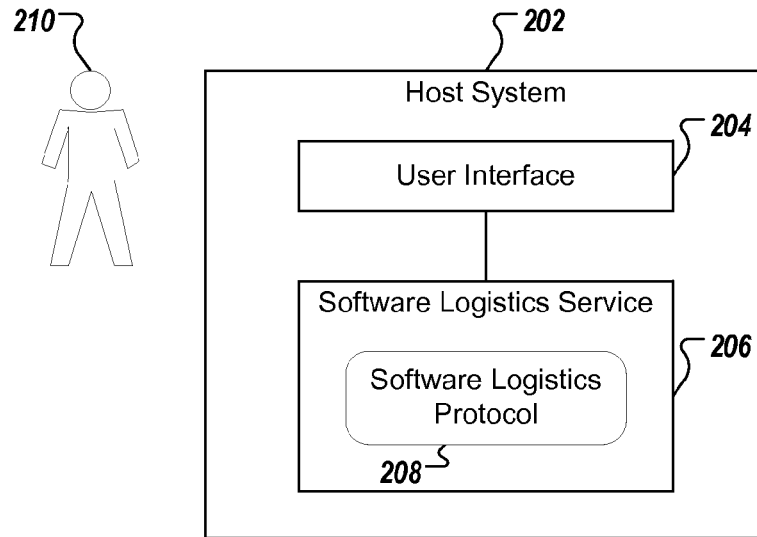 210
202
Host System
204
User Interface
Software Logistics Service
206
Software Logistics
Protocol
208